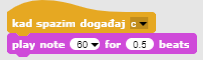 kad spazim događaj c
play note 60 for 0.5 beats